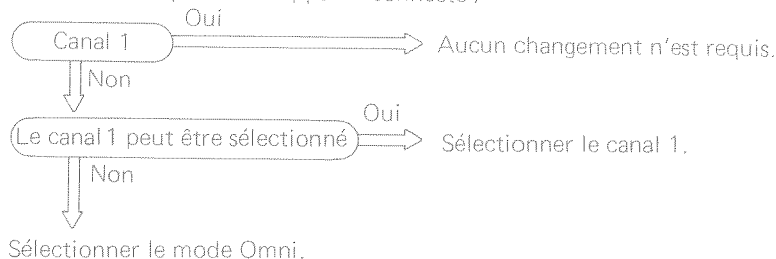 Oui
Canal 1
Aucun changement n'est requis.
Non
Oui
Le canal 1 peut être sélectionné
Sélectionner le canal 1.
Non
Sélectionner le mode Omni.